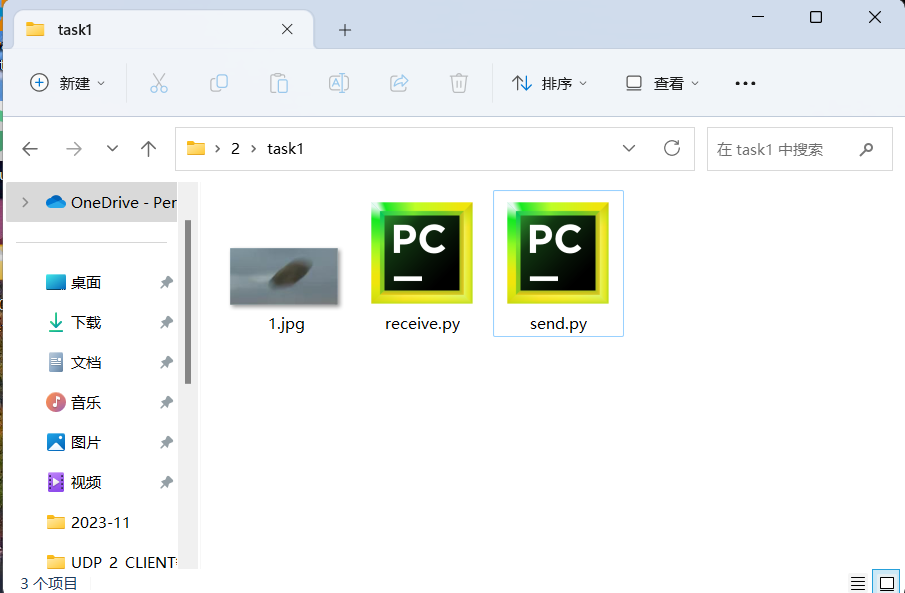 task1
新建
排序
查看
2
task1
在 task1 中搜索
OneDrive - Per
桌面
下载
文档
音乐
图片
视频
2023-11
UDP_2_CLIENT
PC
PC
1.jpg
receive.py
send.py
3 个项目